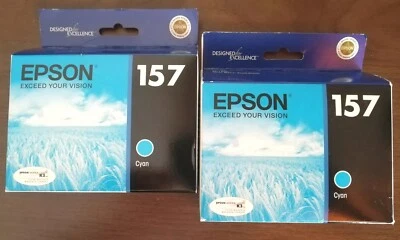 DESIGNED for EXCELLENCE
EPSON
EXCEED YOUR VISION
157
Cyan
DESIGNED for EXCELLENCE
EPSON
EXCEED YOUR VISION
157
Cyan